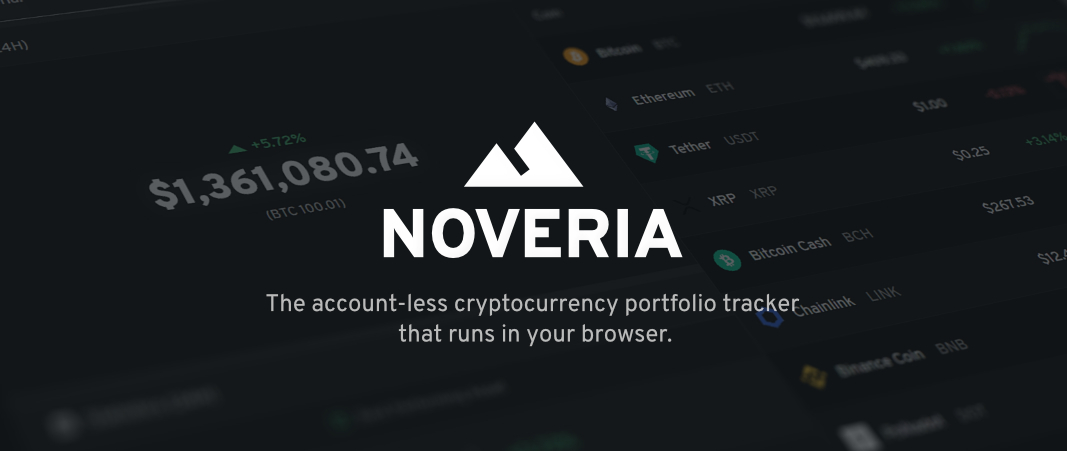 4H)
+5.72%
$1,361,080.74
(BTC 100.01)
Bitcoin BTC
Ethereum ETH
$1.00
Tether USDT
$0.25 +3.14%
XRP XRP
$267.53
Bitcoin Cash BCH
$12.4
Chainlink LINK
Binance Coin BNB
NOVERIA
The account-less cryptocurrency portfolio tracker
that runs in your browser.